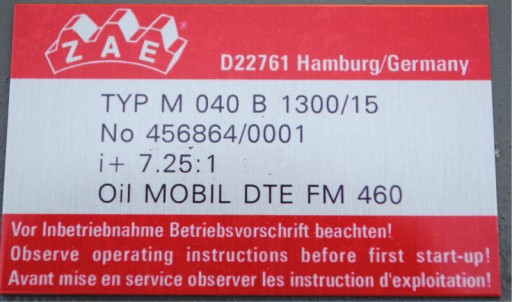 ZAE®
D22761 Hamburg/Germany
TYP M 040 B 1300/15
No 456864/0001
i+ 7.25:1
Oil MOBIL DTE FM 460
Vor Inbetriebnahme Betriebsvorschrift beachten!
Observe operating instructions before first start-up!
Avant mise en service observer les instruction d'exploitation!